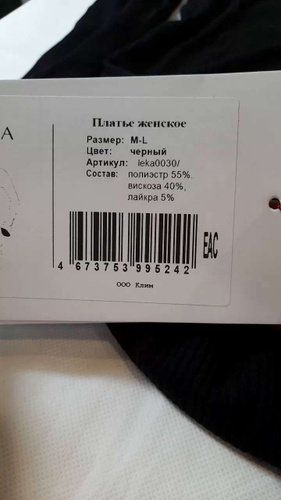 A
Платье женское
Размер: M-L
Цвет: черный
Артикул: leka0030/
Состав: полиэстр 55%,
вискоза 40%,
лайкра 5%
EAC
4 673753 995242
ООО Клим